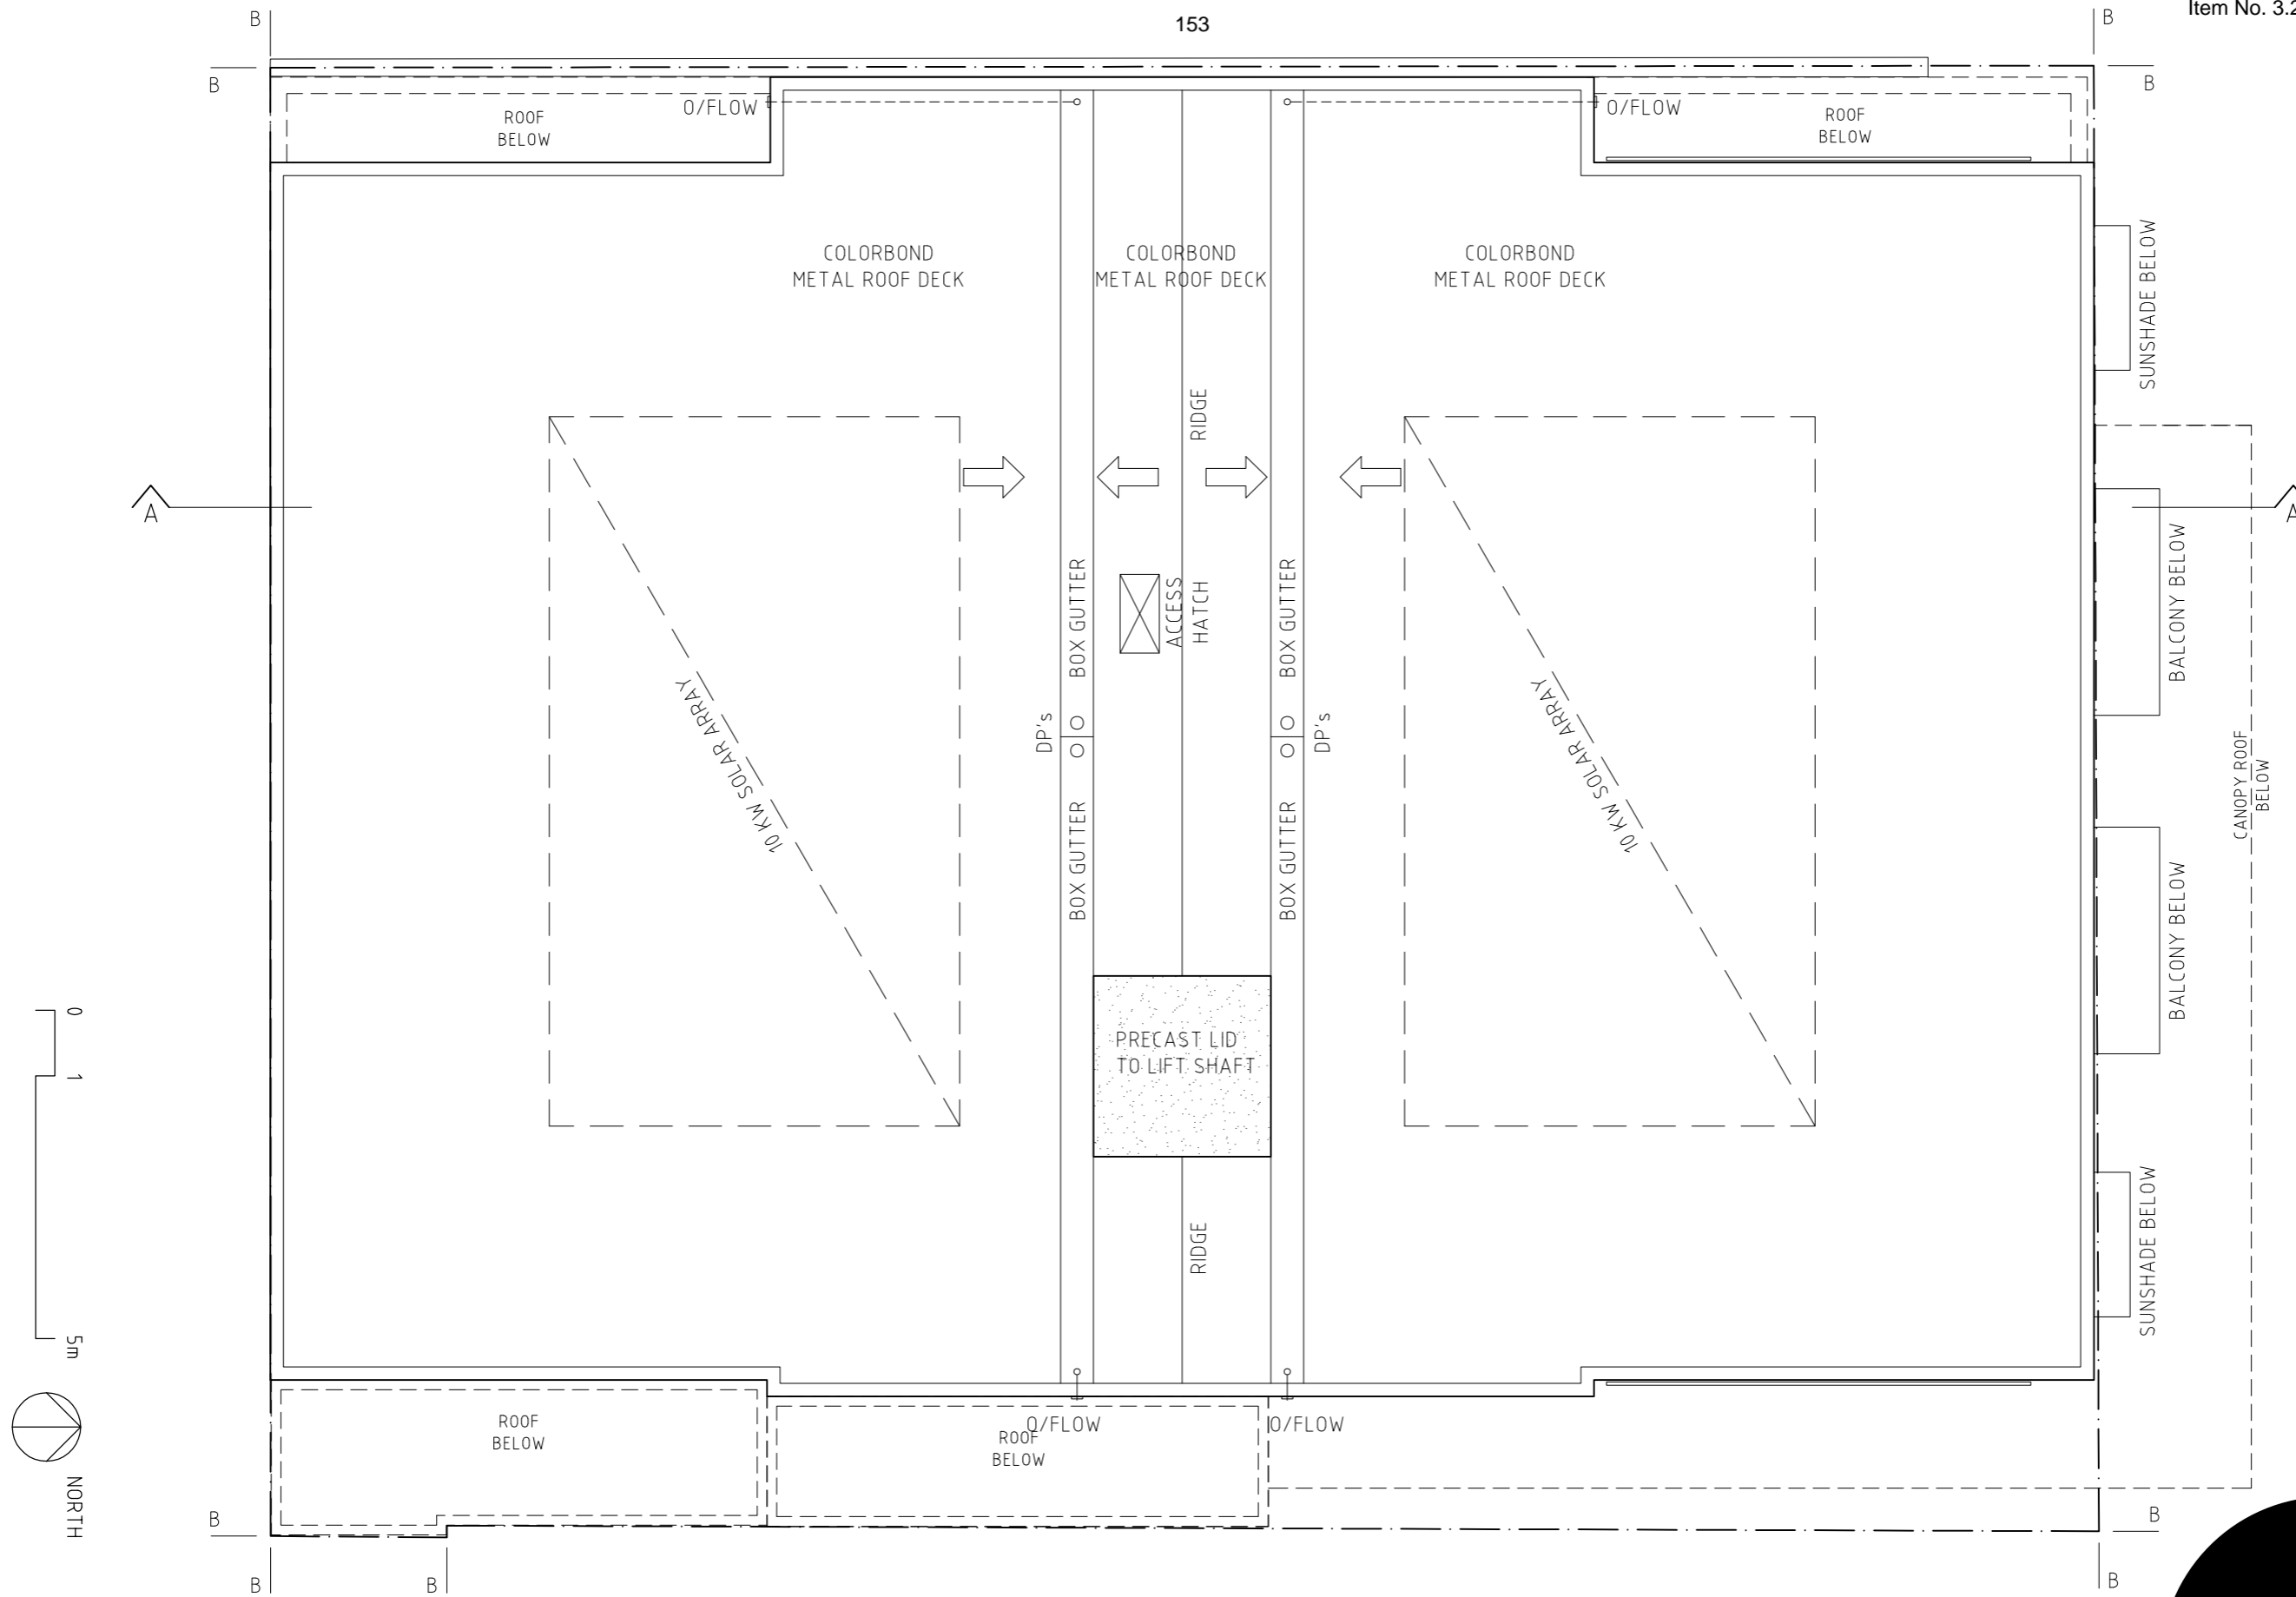 B
153
B
Item No. 3.2
B
B
ROOF
BELOW
O/FLOW
O/FLOW
ROOF
BELOW
COLORBOND
METAL ROOF DECK
COLORBOND
METAL ROOF DECK
COLORBOND
METAL ROOF DECK
SUNSHADE BELOW
RIDGE
A
A
BOX GUTTER
ACCESS
HATCH
BOX GUTTER
BALCONY BELOW
10 KW SOLAR ARRAY
DP's
DP's
10 KW SOLAR ARRAY
CANOPY ROOF
BELOW
BOX GUTTER
BOX GUTTER
BALCONY BELOW
0
1
5m
PRECAST LID
TO LIFT SHAFT
RIDGE
SUNSHADE BELOW
ROOF
BELOW
O/FLOW
ROOF
BELOW
O/FLOW
NORTH
B
B
B
B
B